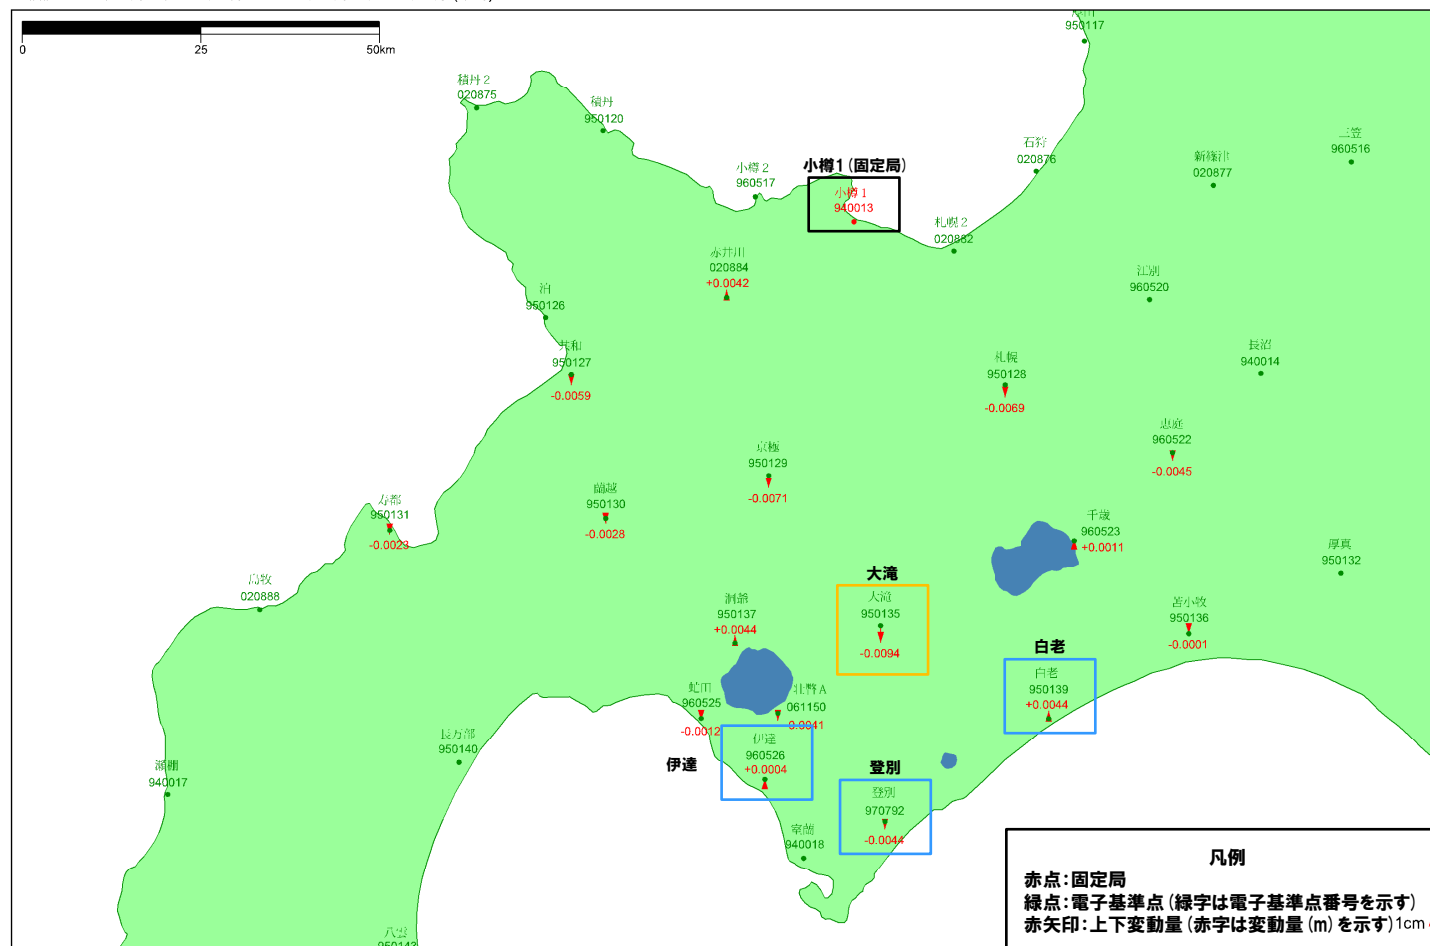 0
25
50km
950117
積丹２
020875
積丹
950120
小樽２
960517
小樽1(固定局)
小樽１
940013
石狩
020876
新篠津
020877
三笠
960516
札幌２
020882
赤井川
020884
+0.0042
江別
960520
泊
950126
共和
950127
-0.0059
札幌
950128
-0.0069
長沼
940014
恵庭
960522
-0.0045
京極
950129
-0.0071
蘭越
950130
-0.0028
寿都
950131
-0.0023
千歳
960523
+0.0011
厚真
950132
島牧
020888
洞爺
950137
+0.0044
大滝
大滝
950135
-0.0094
苫小牧
950136
-0.0001
白老
白老
950139
+0.0044
虻田
960525
-0.0012
壮瞥Ａ
061150
-0.0041
長万部
950140
伊達
伊達
960526
+0.0004
登別
登別
970792
-0.0044
瀬棚
940017
室蘭
940018
八雲
950143
凡例
赤点:固定局
緑点:電子基準点(緑字は電子基準点番号を示す)
赤矢印:上下変動量(赤字は変動量(m)を示す)1cm